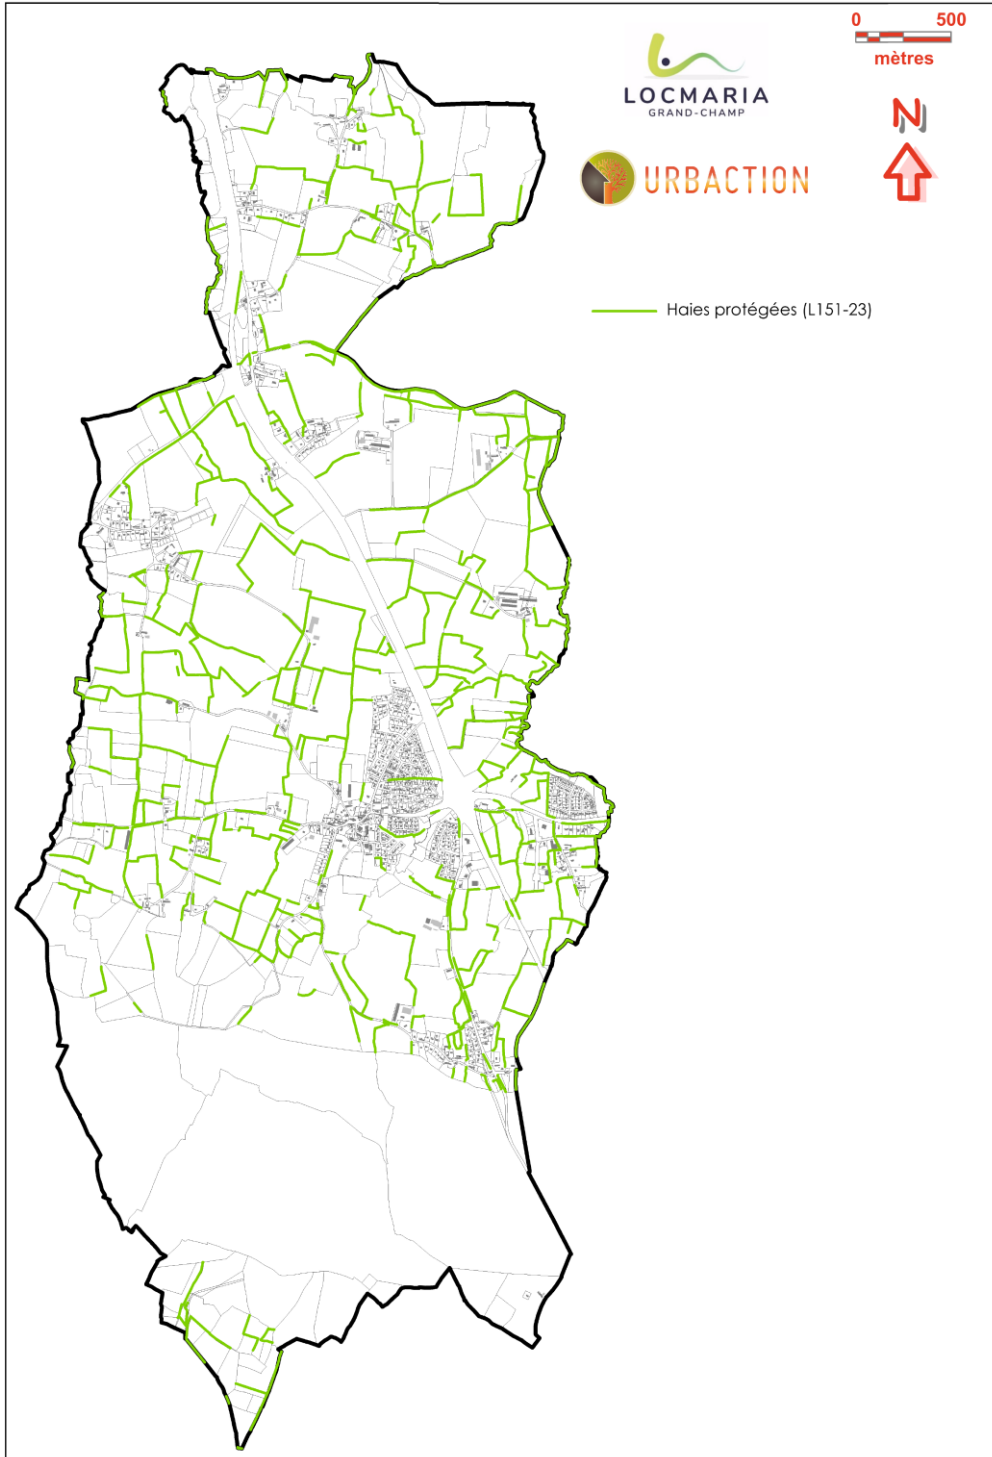 0 500
mètres
LOCMARIA
GRAND-CHAMP
N
URBACTION
Haies protégées (L151-23)